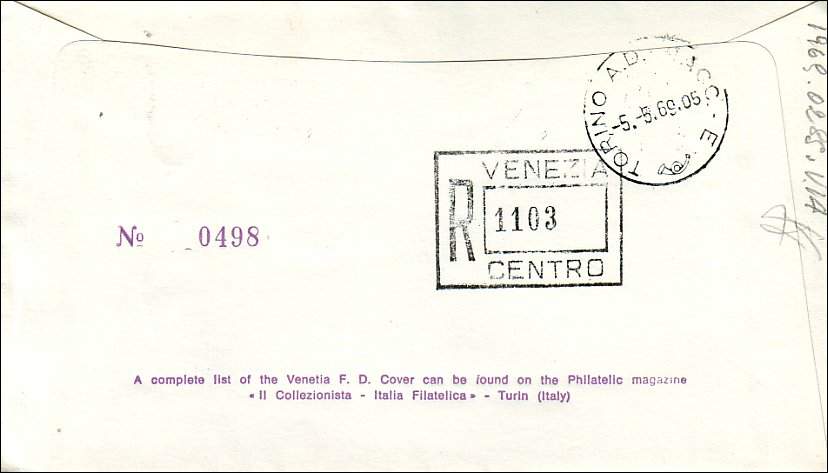 TORINO A.D. RACC. - E
-5.-5.69.05
VENEZIA
R
1103
CENTRO
№ 0498
A complete list of the Venetia F. D. Cover can be found on the Philatelic magazine
« Il Collezionista - Italia Filatelica » - Turin (Italy)